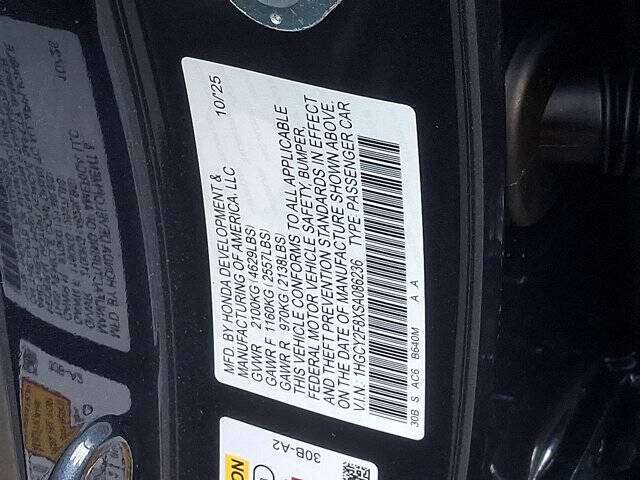 MFD. BY HONDA DEVELOPMENT & 10/'25
MANUFACTURING OF AMERICA, LLC
GVWR 2100KG(4629LBS)
GAWR F 1160KG(2557LBS)
GAWR R 970KG(2138LBS)
THIS VEHICLE CONFORMS TO ALL APPLICABLE
FEDERAL MOTOR VEHICLE SAFETY, BUMPER,
AND THEFT PREVENTION STANDARDS IN EFFECT
ON THE DATE OF MANUFACTURE SHOWN ABOVE.
V.I.N: 1HGCY2F8XSA086236 TYPE:PASSENGER CAR
30B S AC6 B640M A A
30B-A2